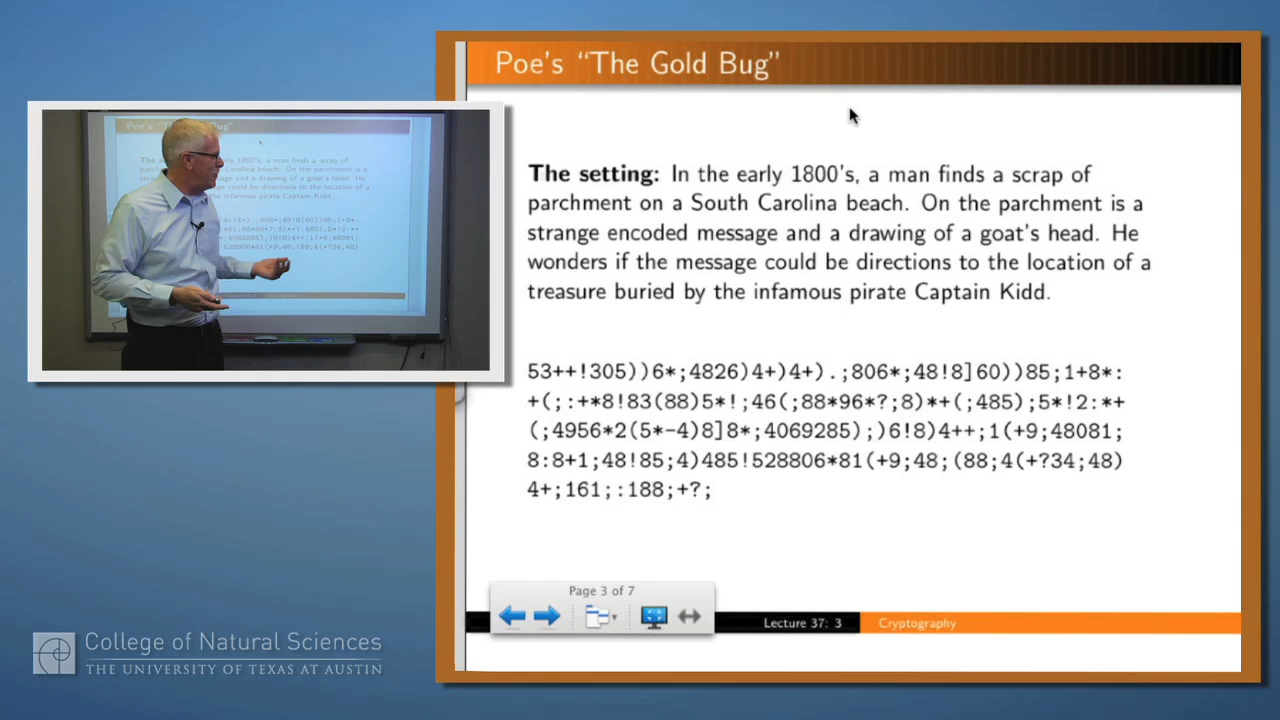 Poe's "The Gold Bug"
The setting: In the early 1800's, a man finds a scrap of
parchment on a South Carolina beach. On the parchment is a
strange encoded message and a drawing of a goat's head. He
wonders if the message could be directions to the location of a
treasure buried by the infamous pirate Captain Kidd.
53++!305))6*;4826)4+)4+).;806*;48!8]60))85;1+8*:
+(;:+*8!83(88)5*!;46(;88*96*?;8)*+(;485);5*!2:*+
(;4956*2(5*-4)8]8*;4069285);)6!8)4++;1(+9;48081;
8:8+1;48!85;4)485!528806*81(+9;48;(88;4(+?34;48)
4+;161;:188;+?;
Page 3 of 7
Lecture 37: 3
Cryptography
College of Natural Sciences
THE UNIVERSITY OF TEXAS AT AUSTIN